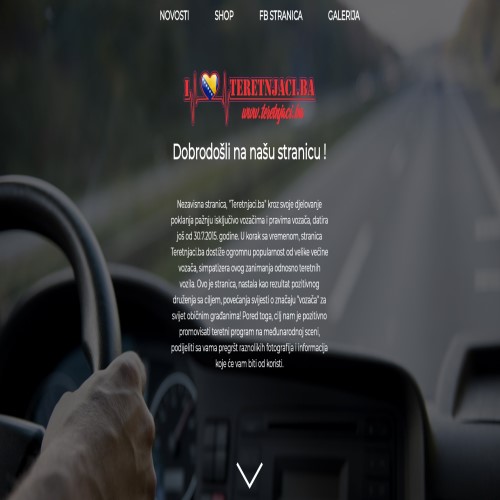 NOVOSTI SHOP FB STRANICA GALERIJA
I TERETNJACI.BA
www.teretnjaci.ba
Dobrodošli na našu stranicu !
Nezavisna stranica, "Teretnjaci.ba" kroz svoje djelovanje
poklanja pažnju isključivo vozačima i pravima vozača, datira
još od 30.7.2015. godine. U korak sa vremenom, stranica
Teretnjaci.ba dostiže ogromnu popularnost od velike većine
vozača, simpatizera ovog zanimanja odnosno teretnih
vozila. Ovo je stranica, nastala kao rezultat pozitivnog
druženja sa ciljem, povećanja svijesti o značaju "vozača" za
svijet običnim građanima! Pored toga, cilj nam je pozitivno
promovisati teretni program na međunarodnoj sceni,
podijeliti sa vama pregršt raznolikih fotografija i informacija
koje će vam biti od koristi.